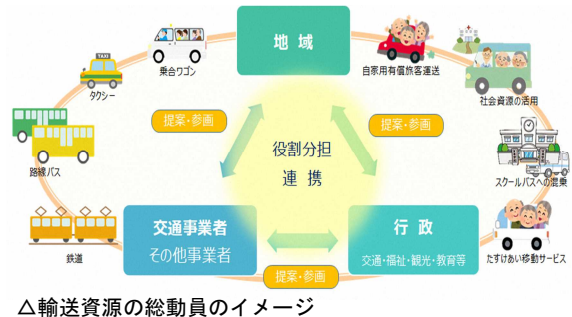 地域
乗合ワゴン
自家用有償旅客運送
TAXI
タクシー
社会資源の活用
提案・参画
提案・参画
役割分担
連携
路線バス
スクールバスへの混乗
交通事業者
その他事業者
行政
交通・福祉・観光・教育等
鉄道
たすけあい移動サービス
提案・参画
△輸送資源の総動員のイメージ